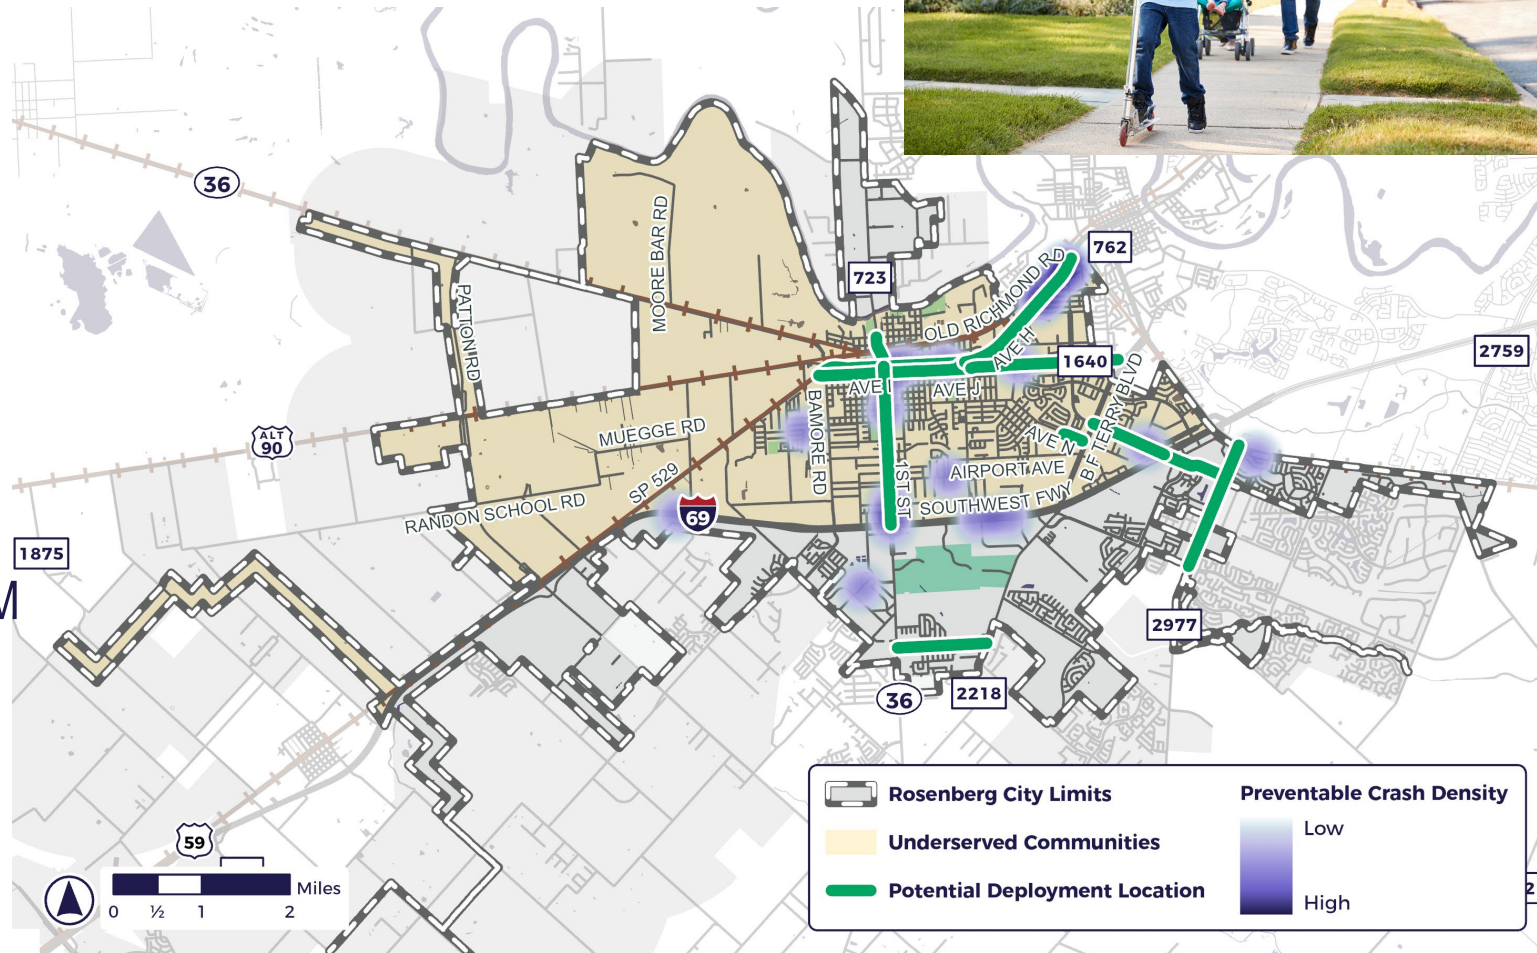 36
MOORE BAR RD
723
762
OLD RICHMOND RD
AVE H
PATTON RD
1640
2759
AVE I
AVE J
BAMORE RD
MUEGGE RD
ALT
90
AVE N
B F TERRY BLVD
AIRPORT AVE
1ST ST
SP 529
RANDON SCHOOL RD
69
SOUTHWEST FWY
1875
M
2977
36
2218
59
Miles
0 ½ 1 2
Rosenberg City Limits
Underserved Communities
Potential Deployment Location
Preventable Crash Density
Low
High
2